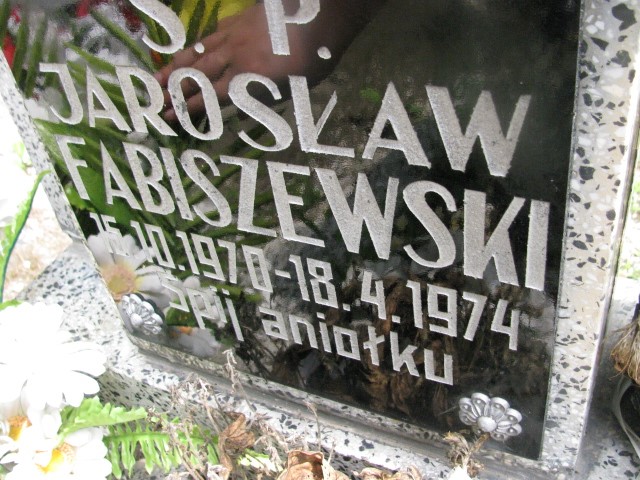 Ś. P.
JAROSŁAW
FABISZEWSKI
15.10.1970-18.4.1974
Śpij aniołku